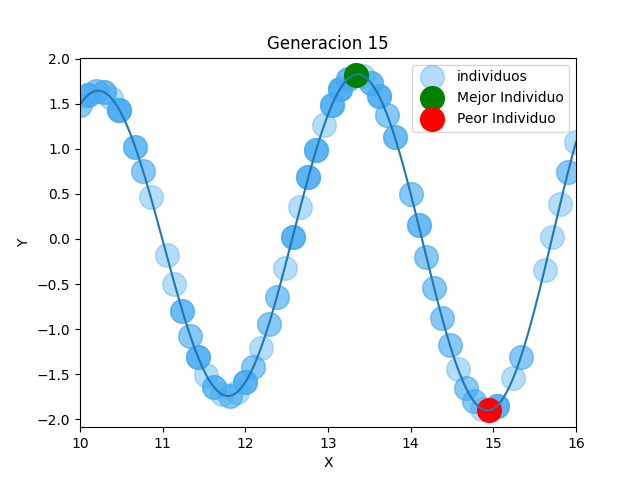 Generacion 15
individuos
Mejor Individuo
Peor Individuo
2.0
1.5
1.0
0.5
0.0
−0.5
−1.0
−1.5
−2.0
Y
10 11 12 13 14 15 16
X